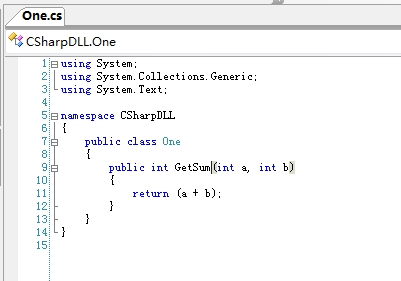 One.cs
CSharpDLL.One
1 using System;
2 using System.Collections.Generic;
3 using System.Text;
4
5 namespace CSharpDLL
6 {
7     public class One
8     {
9         public int GetSum(int a, int b)
10         {
11             return (a + b);
12         }
13     }
14 }
15